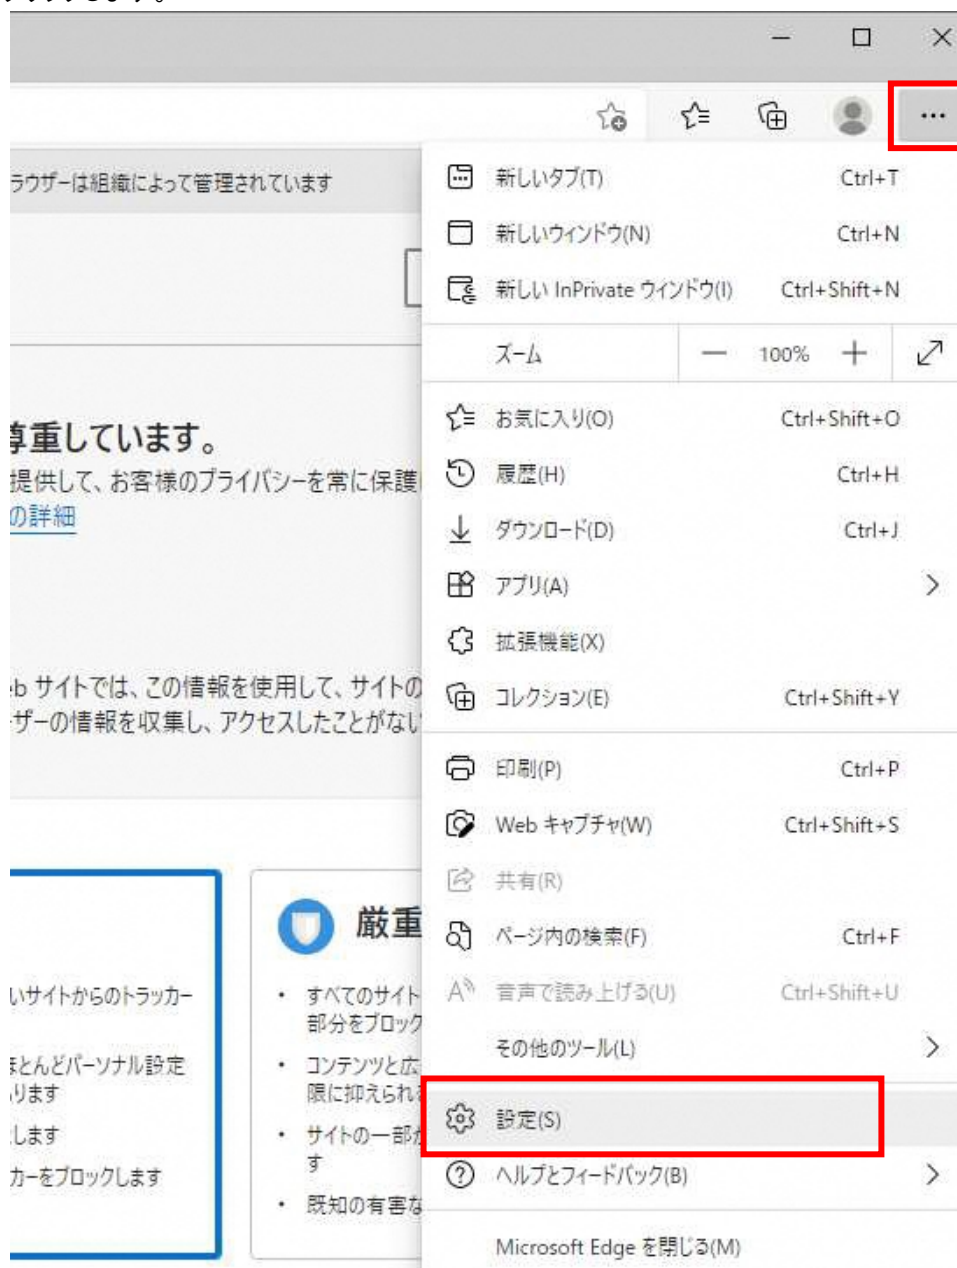 ックします。
ラウザーは組織によって管理されています
尊重しています。
提供して、お客様のプライバシーを常に保護
の詳細
eb サイトでは、この情報を使用して、サイトの
ーザーの情報を収集し、アクセスしたことがない
いサイトからのトラッカー
ほとんどパーソナル設定
ります
します
カーをブロックします
厳重
• すべてのサイト
部分をブロック
• コンテンツと広
限に抑えられ
• サイトの一部が
す
• 既知の有害な
新しいタブ(T) Ctrl+T
新しいウィンドウ(N) Ctrl+N
新しい InPrivate ウィンドウ(I) Ctrl+Shift+N
ズーム — 100% +
お気に入り(O) Ctrl+Shift+O
履歴(H) Ctrl+H
ダウンロード(D) Ctrl+J
アプリ(A)
拡張機能(X)
コレクション(E) Ctrl+Shift+Y
印刷(P) Ctrl+P
Web キャプチャ(W) Ctrl+Shift+S
共有(R)
ページ内の検索(F) Ctrl+F
音声で読み上げる(U) Ctrl+Shift+U
その他のツール(L)
設定(S)
ヘルプとフィードバック(B)
Microsoft Edge を閉じる(M)